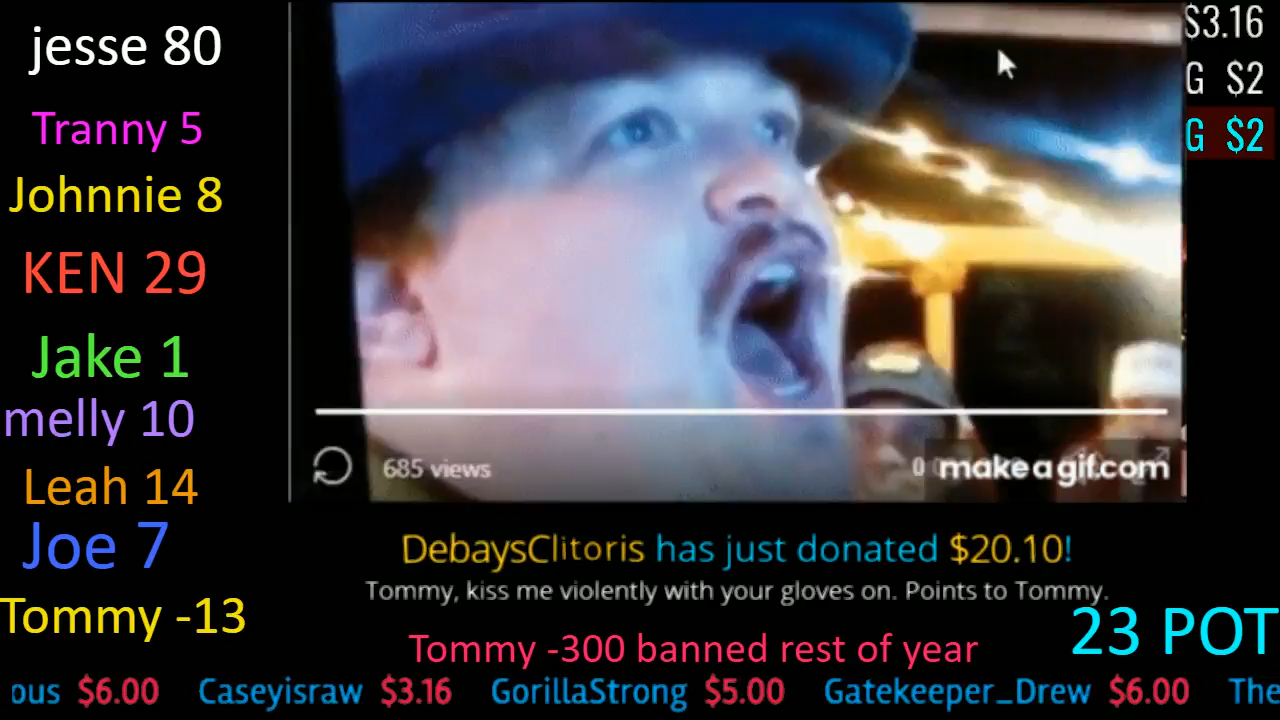 jesse 80
Tranny 5
Johnnie 8
KEN 29
Jake 1
melly 10
Leah 14
Joe 7
Tommy -13
$3.16
G $2
G $2
685 views
makeagif.com
DebaysClitoris has just donated $20.10!
Tommy, kiss me violently with your gloves on. Points to Tommy.
23 POT
Tommy -300 banned rest of year
ous $6.00 Caseyisraw $3.16 GorillaStrong $5.00 Gatekeeper_Drew $6.00 The